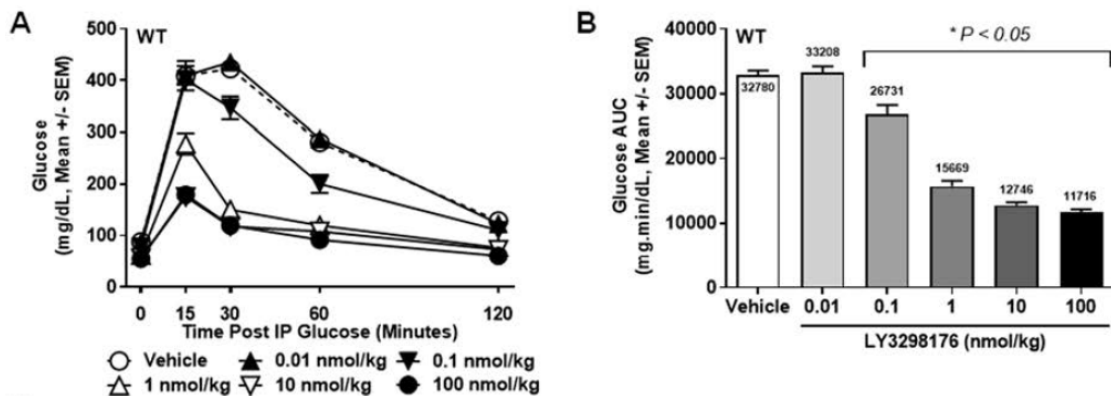 A
WT
Glucose
(mg/dL, Mean +/- SEM)
500
400
300
200
100
0
0 15 30 60 120
Time Post IP Glucose (Minutes)
Vehicle 0.01 nmol/kg 0.1 nmol/kg
1 nmol/kg 10 nmol/kg 100 nmol/kg
B
WT
* P < 0.05
Glucose AUC
(mg.min/dL, Mean +/- SEM)
40000
30000
20000
10000
0
32780 33208 26731 15669 12746 11716
Vehicle 0.01 0.1 1 10 100
LY3298176 (nmol/kg)